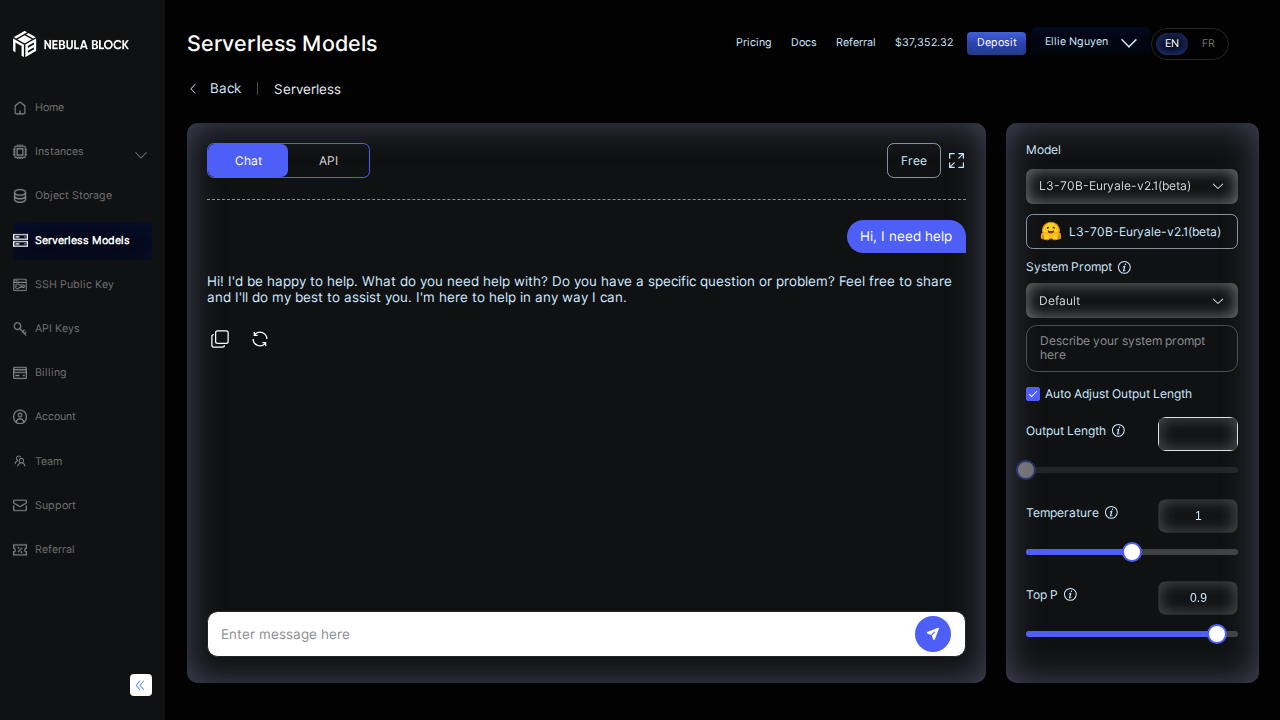 NEBULA BLOCK
Home
Instances
Object Storage
Serverless Models
SSH Public Key
API Keys
Billing
Account
Team
Support
Referral
Serverless Models
Pricing
Docs
Referral
$37,352.32
Deposit
Ellie Nguyen
EN
FR
Back
Serverless
Chat
API
Free
Hi, I need help
Hi! I'd be happy to help. What do you need help with? Do you have a specific question or problem? Feel free to share
and I'll do my best to assist you. I'm here to help in any way I can.
Enter message here
Model
L3-70B-Euryale-v2.1(beta)
L3-70B-Euryale-v2.1(beta)
System Prompt
Default
Describe your system prompt
here
Auto Adjust Output Length
Output Length
Temperature
1
Top P
0.9